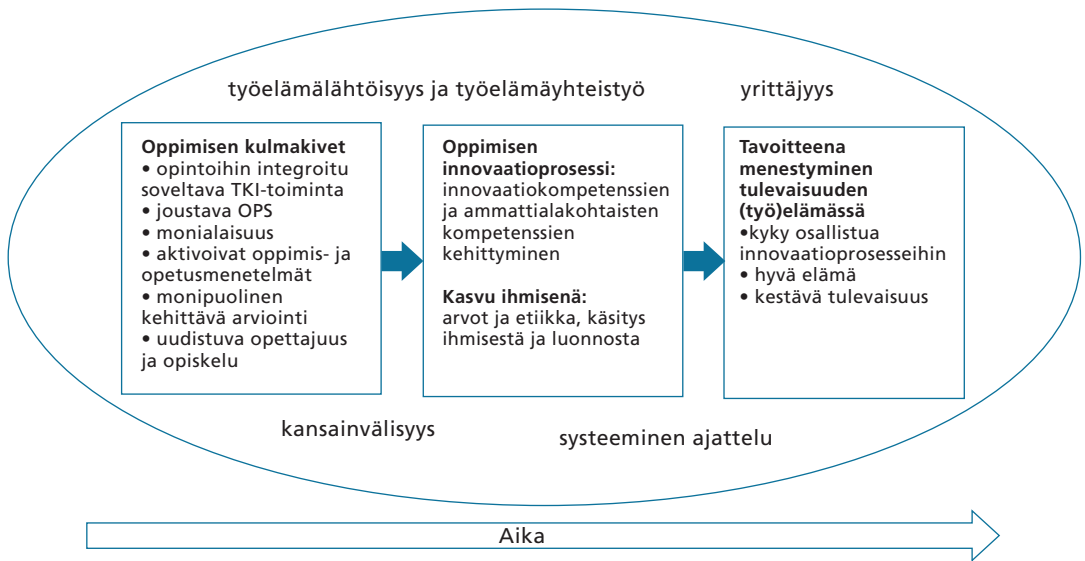 työelämälähtöisyys ja työelämäyhteistyö
yrittäjyys
Oppimisen kulmakivet
• opintoihin integroitu
soveltava TKI-toiminta
• joustava OPS
• monialaisuus
• aktivoivat oppimis- ja
opetusmenetelmät
• monipuolinen
kehittävä arviointi
• uudistuva opettajuus
ja opiskelu
Oppimisen
innovaatioprosessi:
innovaatiokompetenssien
ja ammattialakohtaisten
kompetenssien
kehittyminen
Kasvu ihmisenä:
arvot ja etiikka, käsitys
ihmisestä ja luonnosta
Tavoitteena
menestyminen
tulevaisuuden
(työ)elämässä
•kyky osallistua
innovaatioprosesseihin
• hyvä elämä
• kestävä tulevaisuus
kansainvälisyys
systeeminen ajattelu
Aika